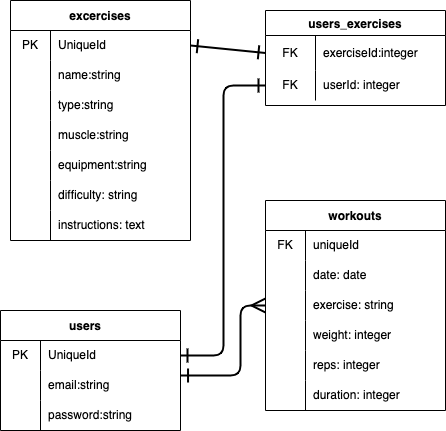 excercises
PK UniqueId
name:string
type:string
muscle:string
equipment:string
difficulty: string
instructions: text
users_exercises
FK exerciseId:integer
FK userId: integer
workouts
FK uniqueId
date: date
exercise: string
weight: integer
reps: integer
duration: integer
users
PK UniqueId
email:string
password:string